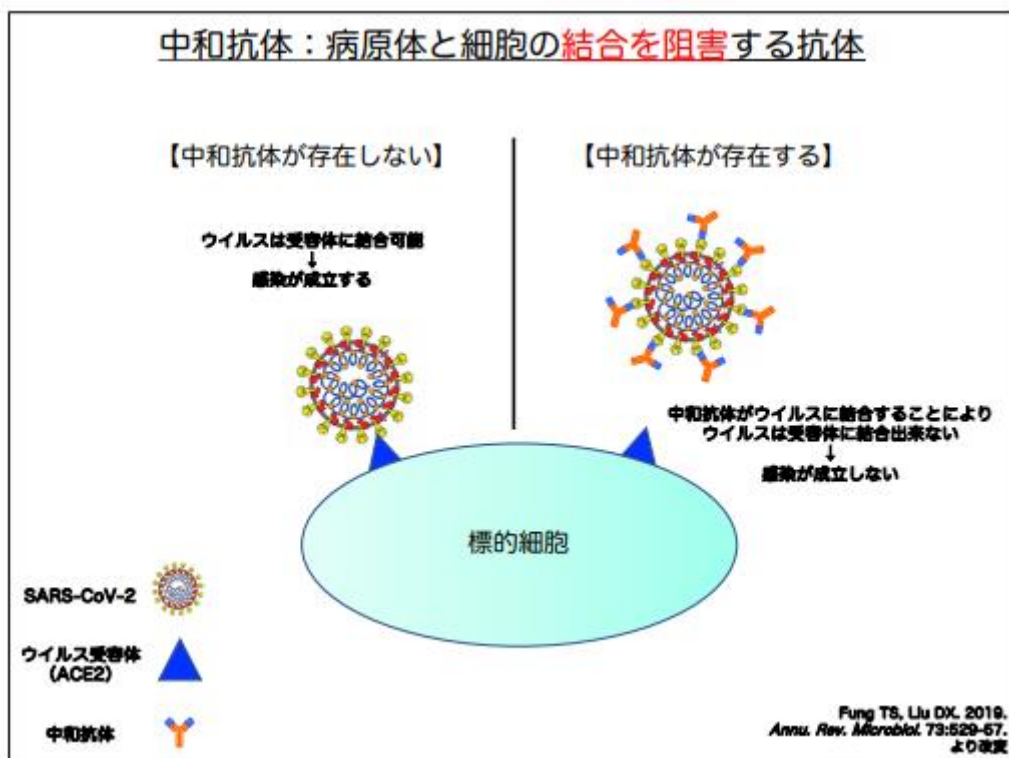 中和抗体：病原体と細胞の結合を阻害する抗体
【中和抗体が存在しない】
ウイルスは受容体に結合可能
↓
感染が成立する
【中和抗体が存在する】
中和抗体がウイルスに結合することにより
ウイルスは受容体に結合出来ない
↓
感染が成立しない
標的細胞
SARS-CoV-2
ウイルス受容体
(ACE2)
中和抗体
Fung TS, Liu DX. 2019.
Annu. Rev. Microbiol. 73:529-57.
より改変